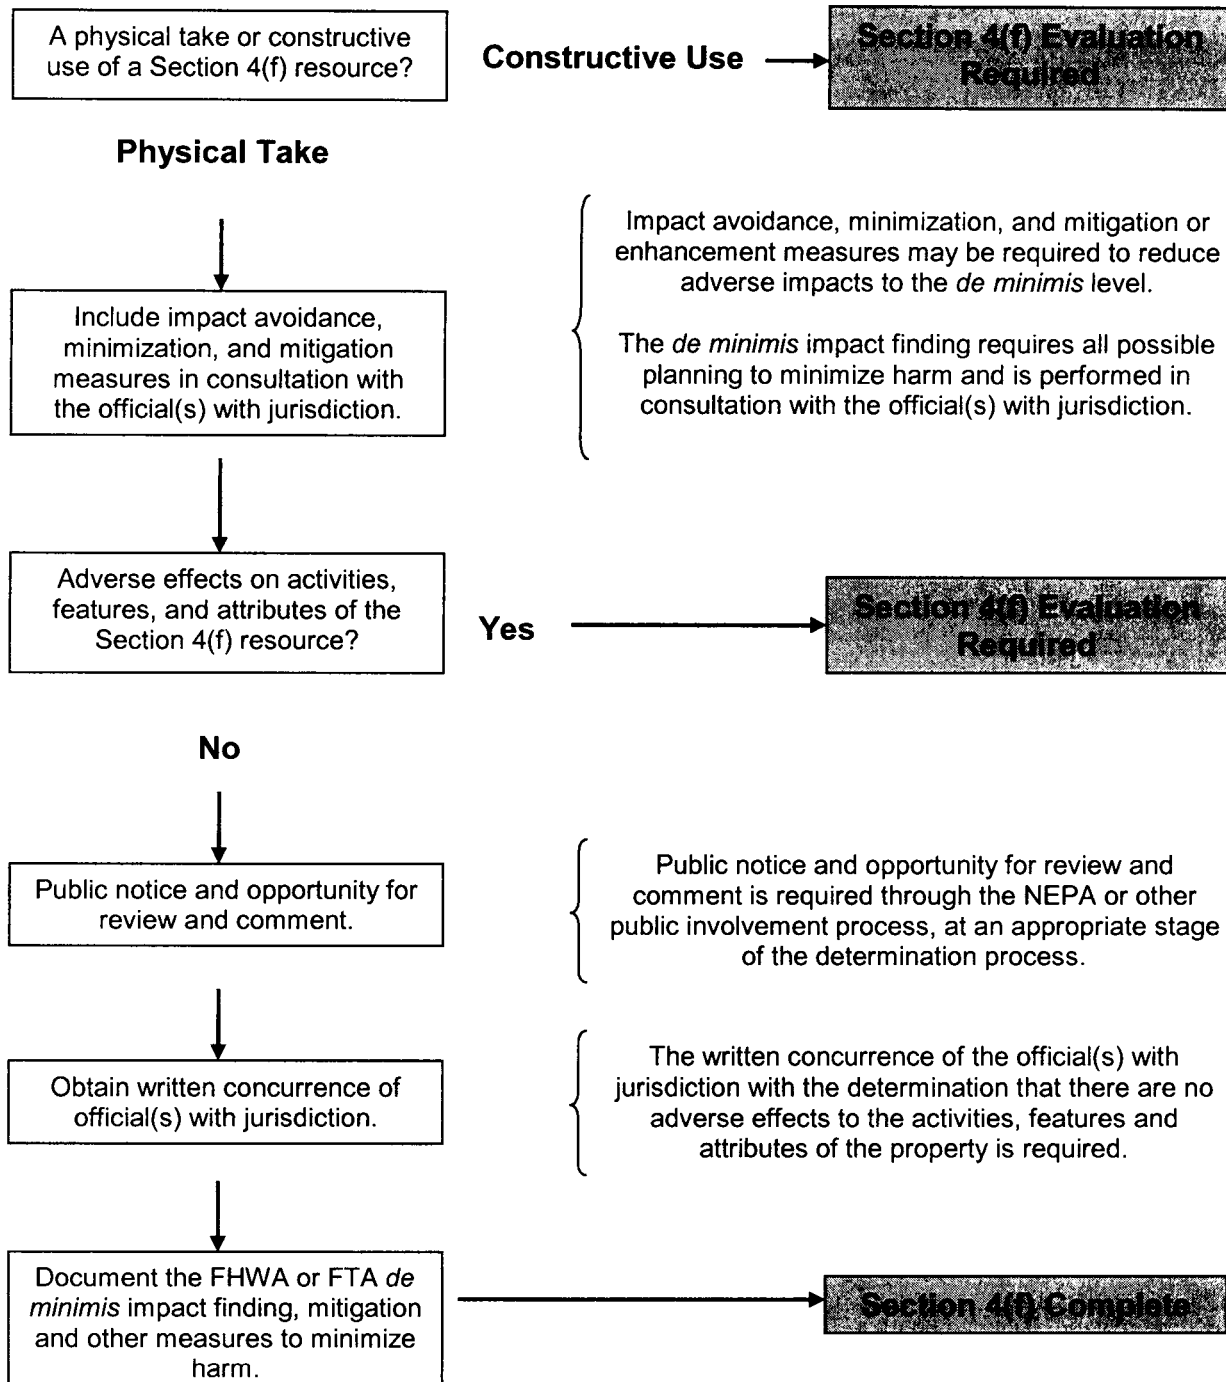 A physical take or constructive
use of a Section 4(f) resource?
Constructive Use
Section 4(f) Evaluation
Required
Physical Take
Impact avoidance, minimization, and mitigation or
enhancement measures may be required to reduce
adverse impacts to the de minimis level.
The de minimis impact finding requires all possible
planning to minimize harm and is performed in
consultation with the official(s) with jurisdiction.
Include impact avoidance,
minimization, and mitigation
measures in consultation with
the official(s) with jurisdiction.
Adverse effects on activities,
features, and attributes of the
Section 4(f) resource?
Yes
Section 4(f) Evaluation
Required
No
Public notice and opportunity for
review and comment.
Public notice and opportunity for review and
comment is required through the NEPA or other
public involvement process, at an appropriate stage
of the determination process.
Obtain written concurrence of
official(s) with jurisdiction.
The written concurrence of the official(s) with
jurisdiction with the determination that there are no
adverse effects to the activities, features and
attributes of the property is required.
Document the FHWA or FTA de
minimis impact finding, mitigation
and other measures to minimize
harm.
Section 4(f) Complete